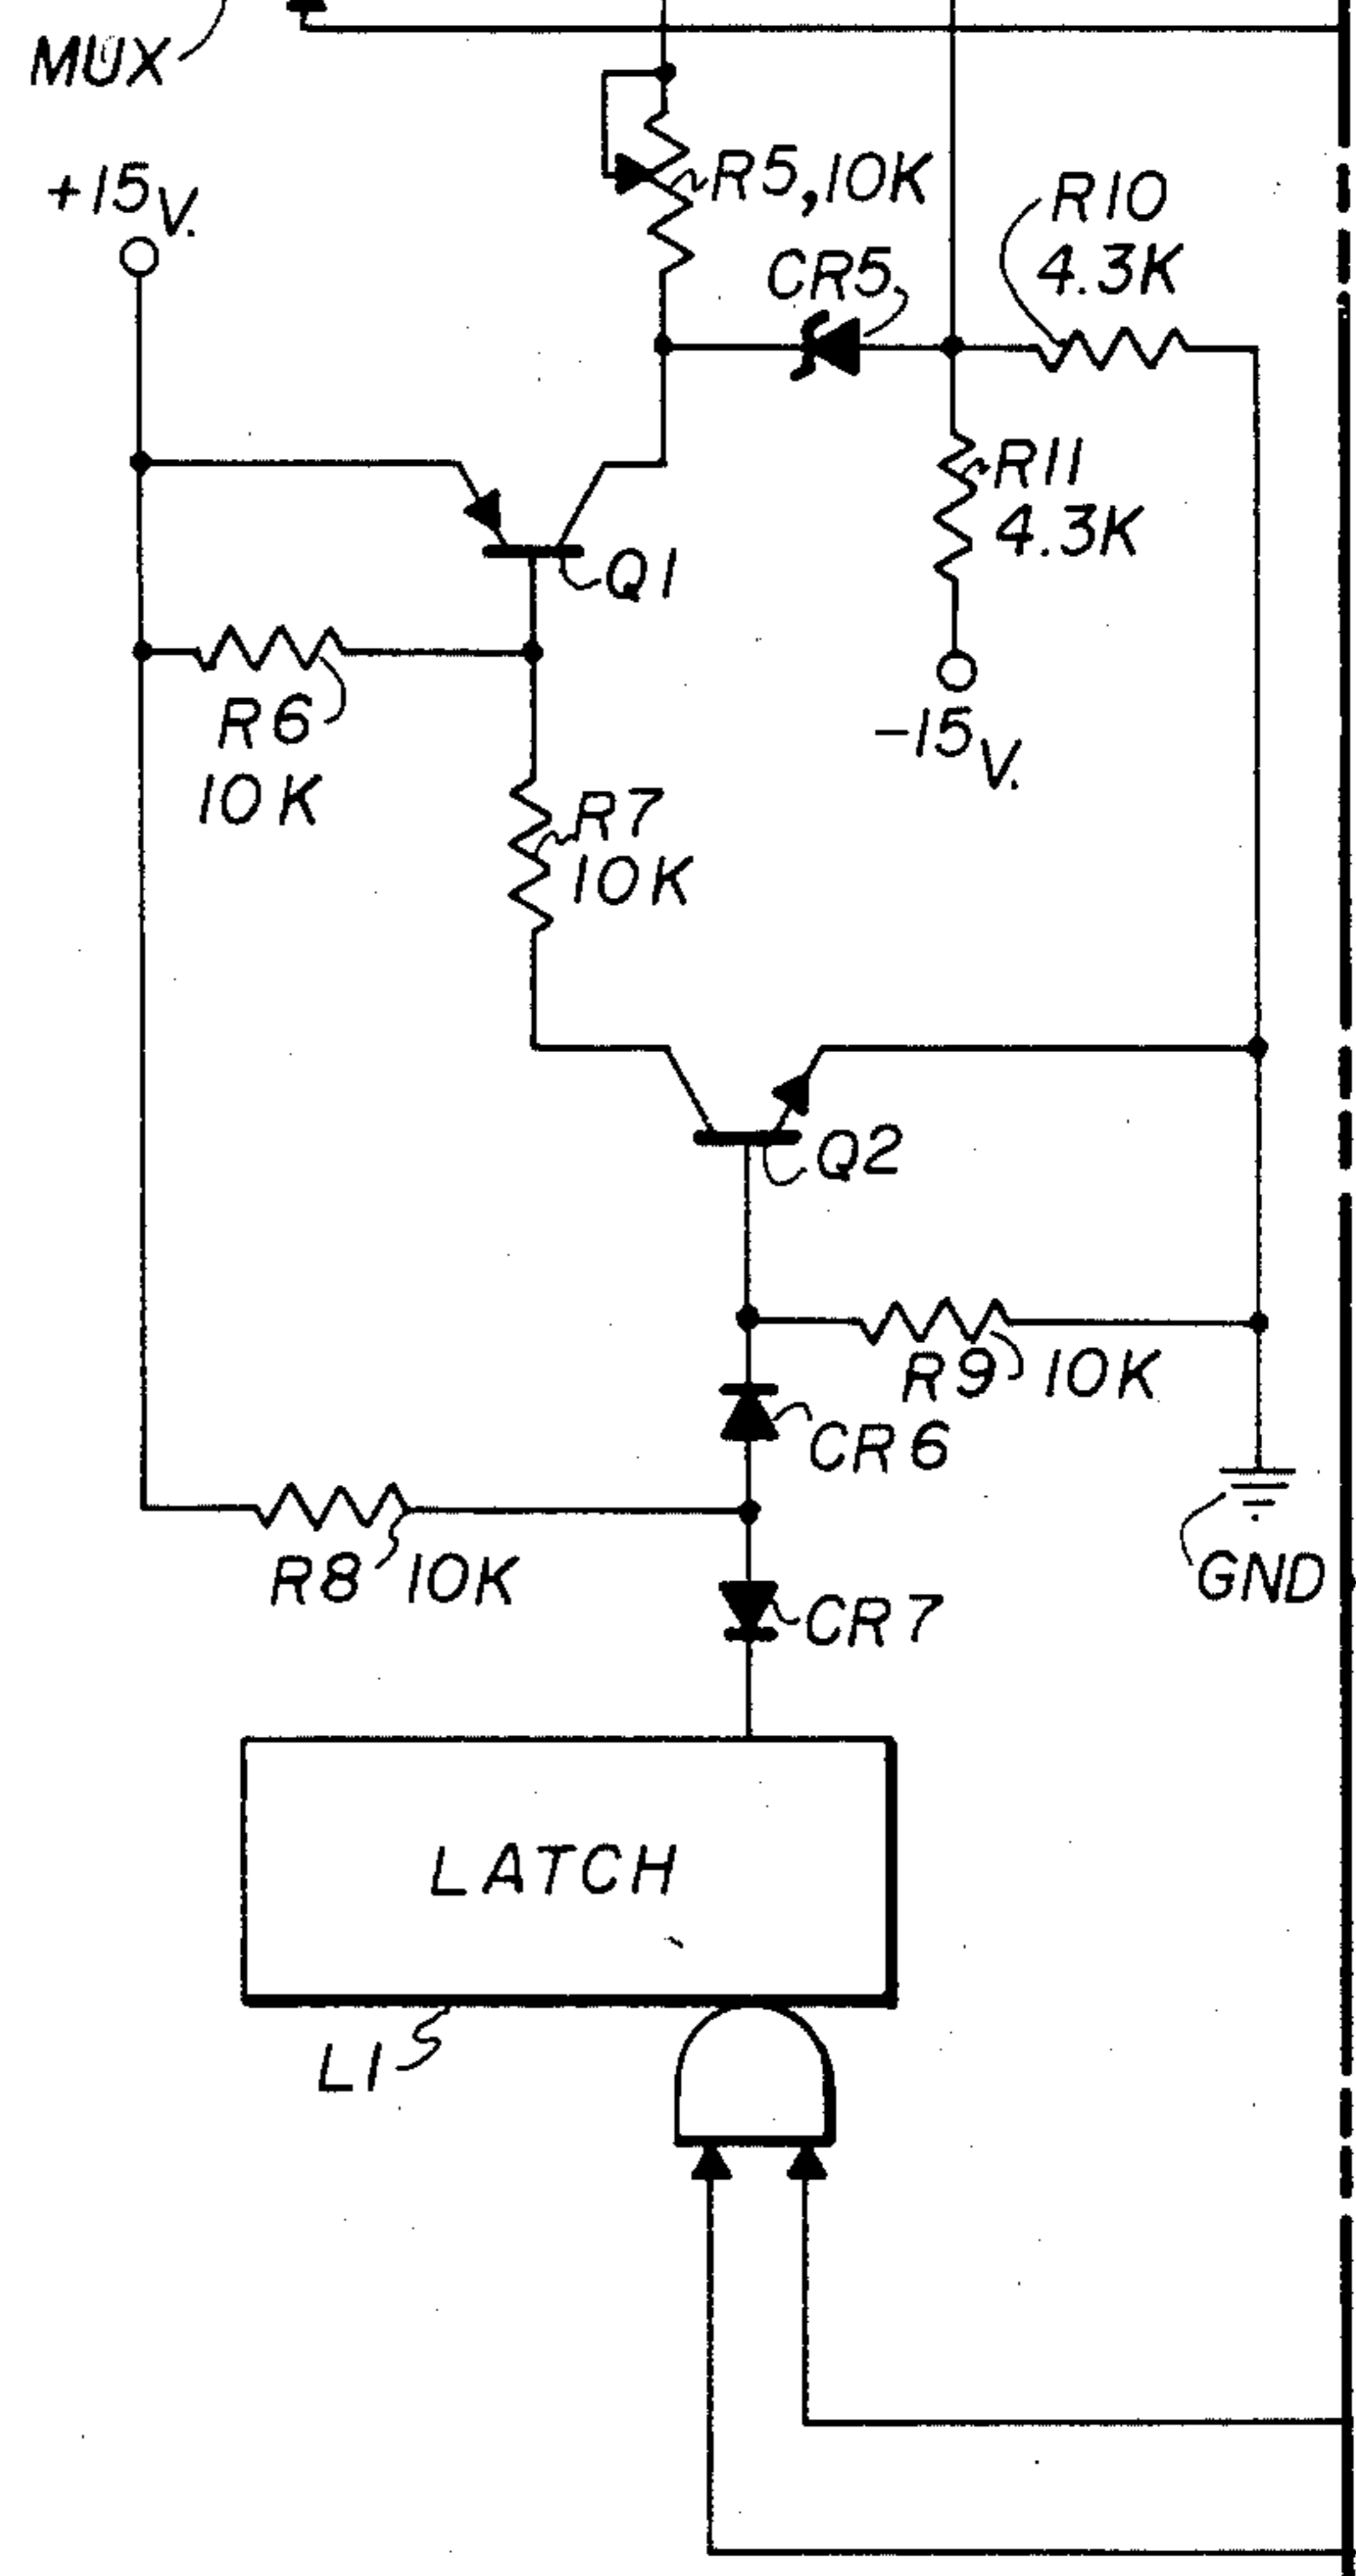 MUX
+15V.
R5,10K
R10
4.3K
CR5
R11
4.3K
Q1
-15V.
R6
10K
R7
10K
Q2
R9 10K
CR6
R8 10K
GND
CR7
LATCH
L1